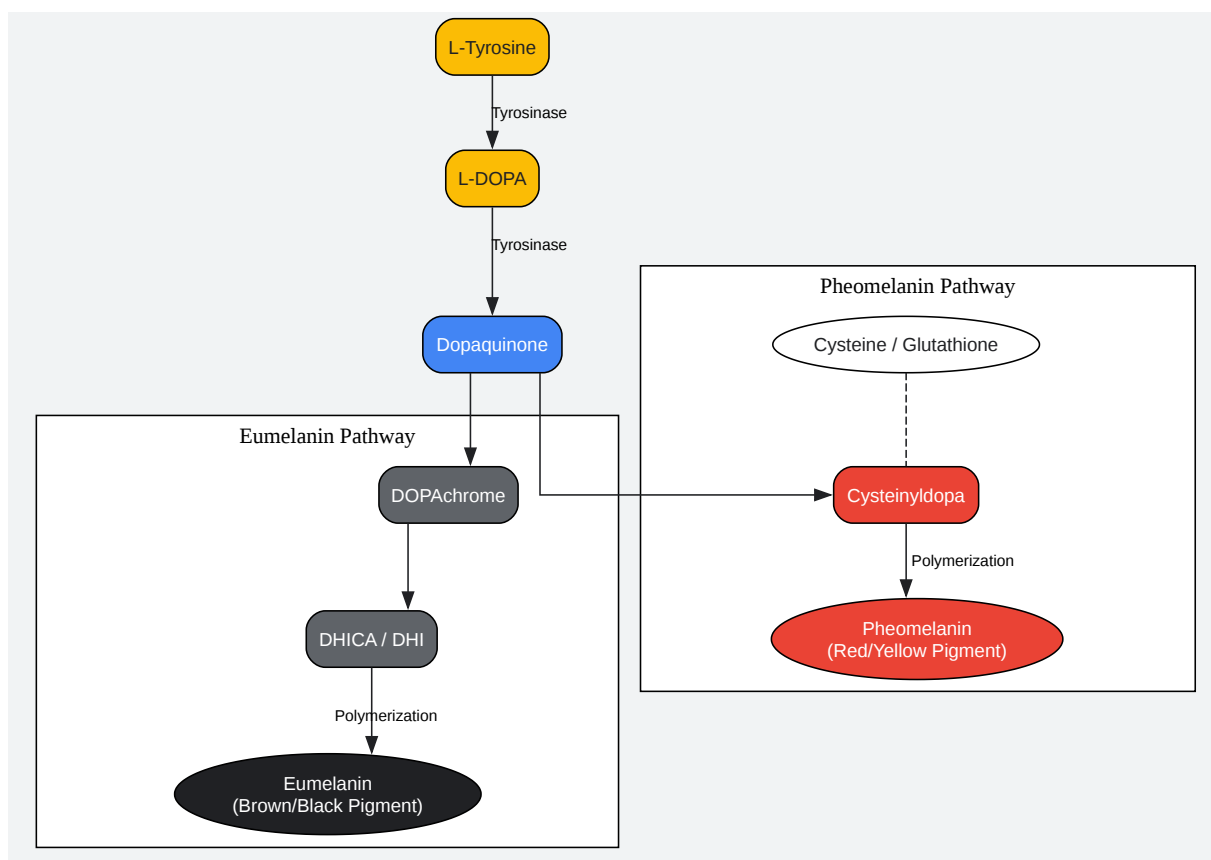 L-Tyrosine
Tyrosinase
L-DOPA
Tyrosinase
Dopaquinone
Pheomelanin Pathway
Cysteine / Glutathione
Eumelanin Pathway
DOPAchrome
Cysteinyldopa
Polymerization
DHICA / DHI
Pheomelanin
(Red/Yellow Pigment)
Polymerization
Eumelanin
(Brown/Black Pigment)